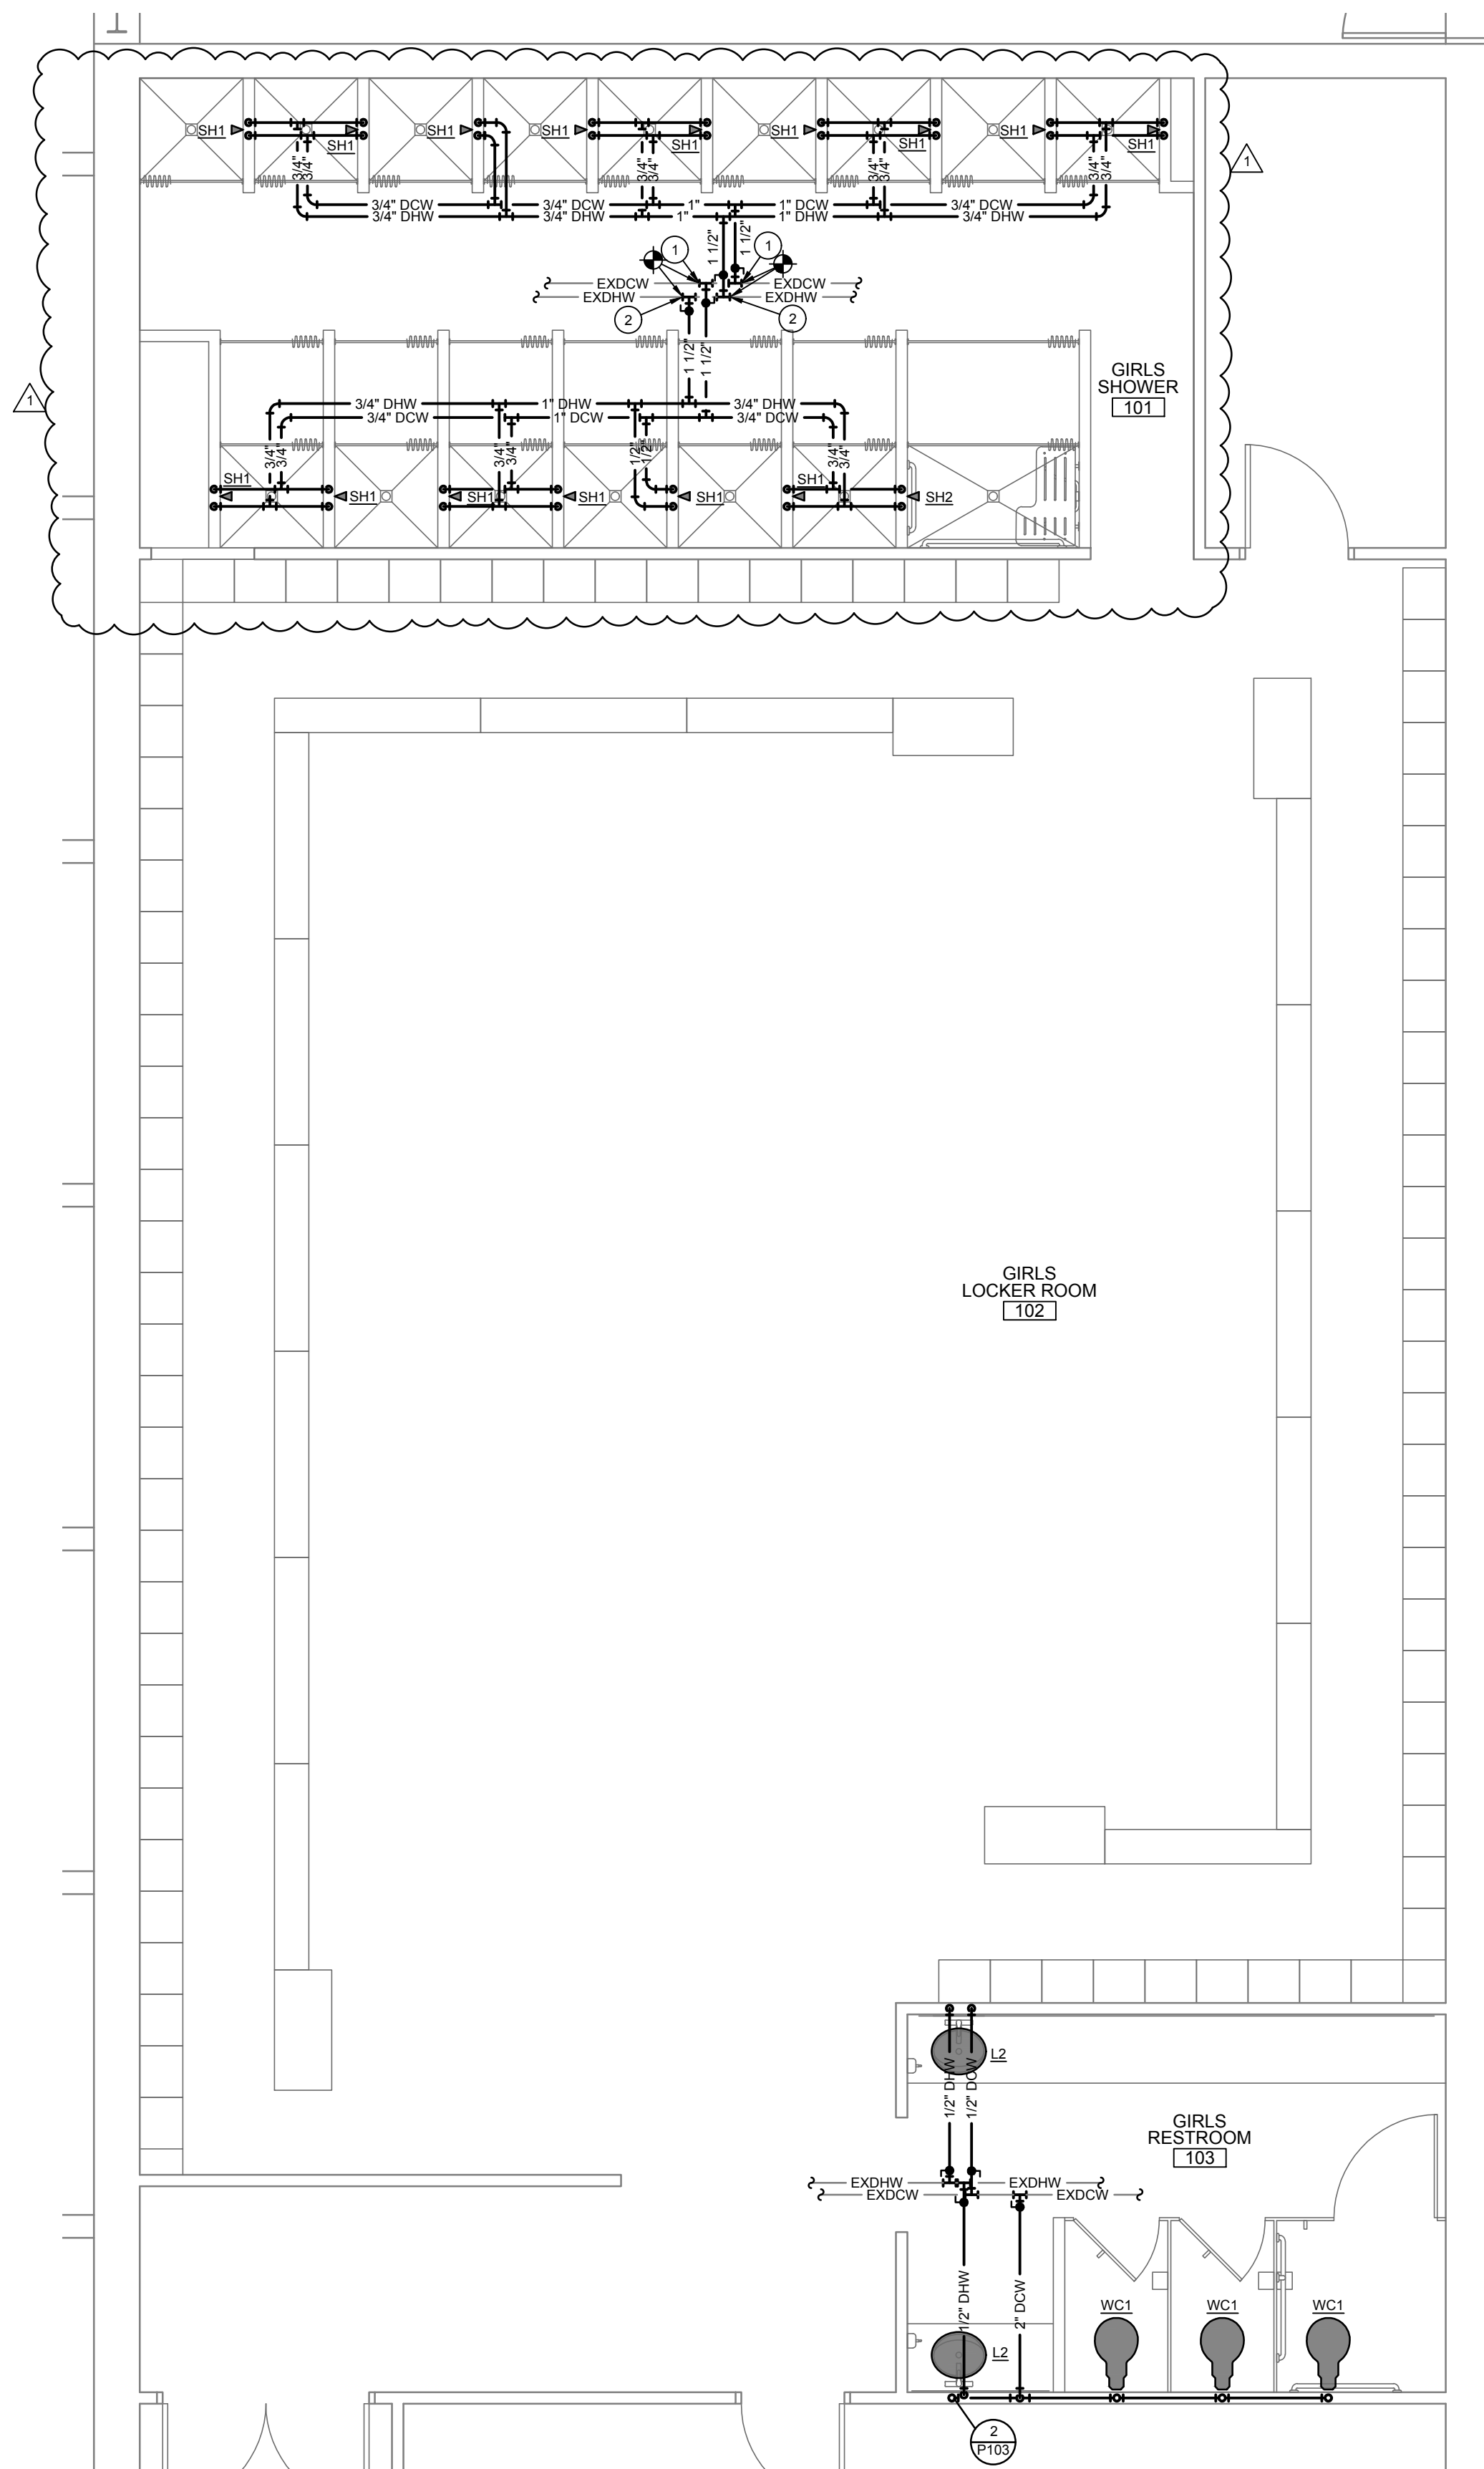 SH1 SH1 SH1 SH1 SH1 SH1 SH1 SH1 SH1
3/4" 3/4" 3/4" 3/4" 3/4" 3/4" 3/4" 3/4"
1
3/4" DCW 3/4" DCW 1" 1" DCW 3/4" DCW
3/4" DHW 3/4" DHW 1" 1" DHW 3/4" DHW
1 1/2" 1 1/2"
1 1
EXDCW EXDCW
EXDHW EXDHW
2 2
1 1/2" 1 1/2"
GIRLS
SHOWER
101
1
3/4" DHW 1" DHW 3/4" DHW
3/4" DCW 1" DCW 3/4" DCW
3/4" 3/4" 3/4" 3/4" 1/2" 1/2" 3/4" 3/4"
SH1 SH1 SH1 SH1 SH1 SH1 SH2
GIRLS
LOCKER ROOM
102
L2
1/2" DHW 1/2" DCW
GIRLS
RESTROOM
103
EXDHW EXDHW
EXDCW EXDCW
1/2" DHW 2" DCW
WC1 WC1 WC1
L2
2
P103